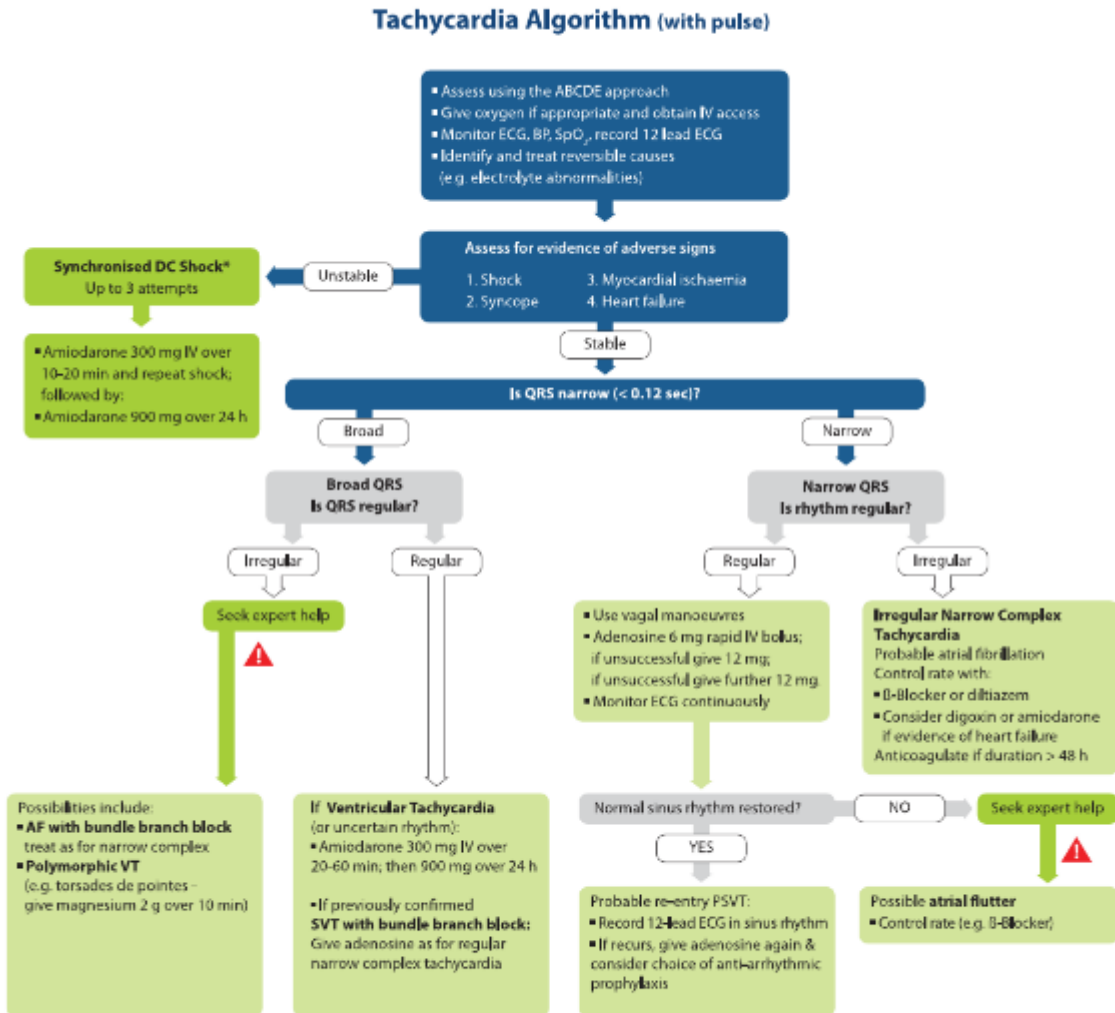 Tachycardia Algorithm (with pulse)
▪ Assess using the ABCDE approach
▪ Give oxygen if appropriate and obtain IV access
▪ Monitor ECG, BP, SpO₂, record 12 lead ECG
▪ Identify and treat reversible causes
(e.g. electrolyte abnormalities)
Assess for evidence of adverse signs
1. Shock
2. Syncope
3. Myocardial ischaemia
4. Heart failure
Unstable
Synchronised DC Shock*
Up to 3 attempts
▪ Amiodarone 300 mg IV over
10-20 min and repeat shock;
followed by:
▪ Amiodarone 900 mg over 24 h
Stable
Is QRS narrow (< 0.12 sec)?
Broad
Narrow
Broad QRS
Is QRS regular?
Narrow QRS
Is rhythm regular?
Irregular
Regular
Regular
Irregular
Seek expert help
!
▪ Use vagal manoeuvres
▪ Adenosine 6 mg rapid IV bolus;
if unsuccessful give 12 mg;
if unsuccessful give further 12 mg.
▪ Monitor ECG continuously
Irregular Narrow Complex
Tachycardia
Probable atrial fibrillation
Control rate with:
▪ ß-Blocker or diltiazem
▪ Consider digoxin or amiodarone
if evidence of heart failure
Anticoagulate if duration > 48 h
Possibilities include:
▪ AF with bundle branch block
treat as for narrow complex
▪ Polymorphic VT
(e.g. torsades de pointes -
give magnesium 2 g over 10 min)
If Ventricular Tachycardia
(or uncertain rhythm):
▪ Amiodarone 300 mg IV over
20-60 min; then 900 mg over 24 h
▪ If previously confirmed
SVT with bundle branch block:
Give adenosine as for regular
narrow complex tachycardia
Normal sinus rhythm restored?
NO
Seek expert help
!
YES
Probable re-entry PSVT:
▪ Record 12-lead ECG in sinus rhythm
▪ If recurs, give adenosine again &
consider choice of anti-arrhythmic
prophyllaxis
Possible atrial flutter
▪ Control rate (e.g. ß-Blocker)